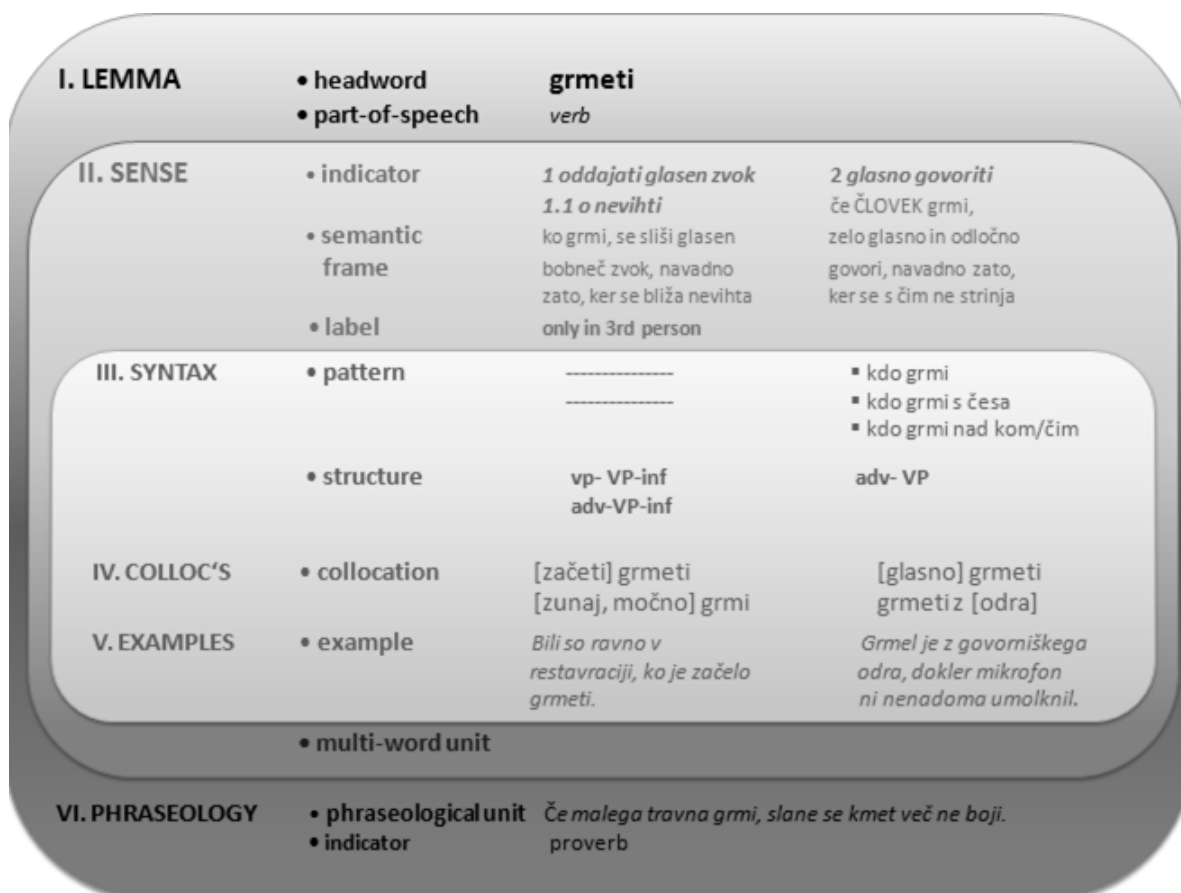 I. LEMMA • headword grmeti
• part-of-speech verb
II. SENSE • indicator 1 oddajati glasen zvok 2 glasno govoriti
1.1 o nevihti če ČLOVEK grmi,
• semantic ko grmi, se sliši glasen zelo glasno in odločno
frame bobneč zvok, navadno govori, navadno zato,
zato, ker se bliža nevihta ker se s čim ne strinja
• label only in 3rd person
III. SYNTAX • pattern --------------- ▪ kdo grmi
--------------- ▪ kdo grmi s česa
▪ kdo grmi nad kom/čim
• structure vp- VP-inf adv- VP
adv-VP-inf
IV. COLLOC'S • collocation [začeti] grmeti [glasno] grmeti
[zunaj, močno] grmi grmeti z [odra]
V. EXAMPLES • example Bili so ravno v Grmel je z govorniškega
restavraciji, ko je začelo odra, dokler mikrofon
grmeti. ni nenadoma umolknil.
• multi-word unit
VI. PHRASEOLOGY • phraseological unit Če malega travna grmi, slane se kmet več ne boji.
• indicator proverb